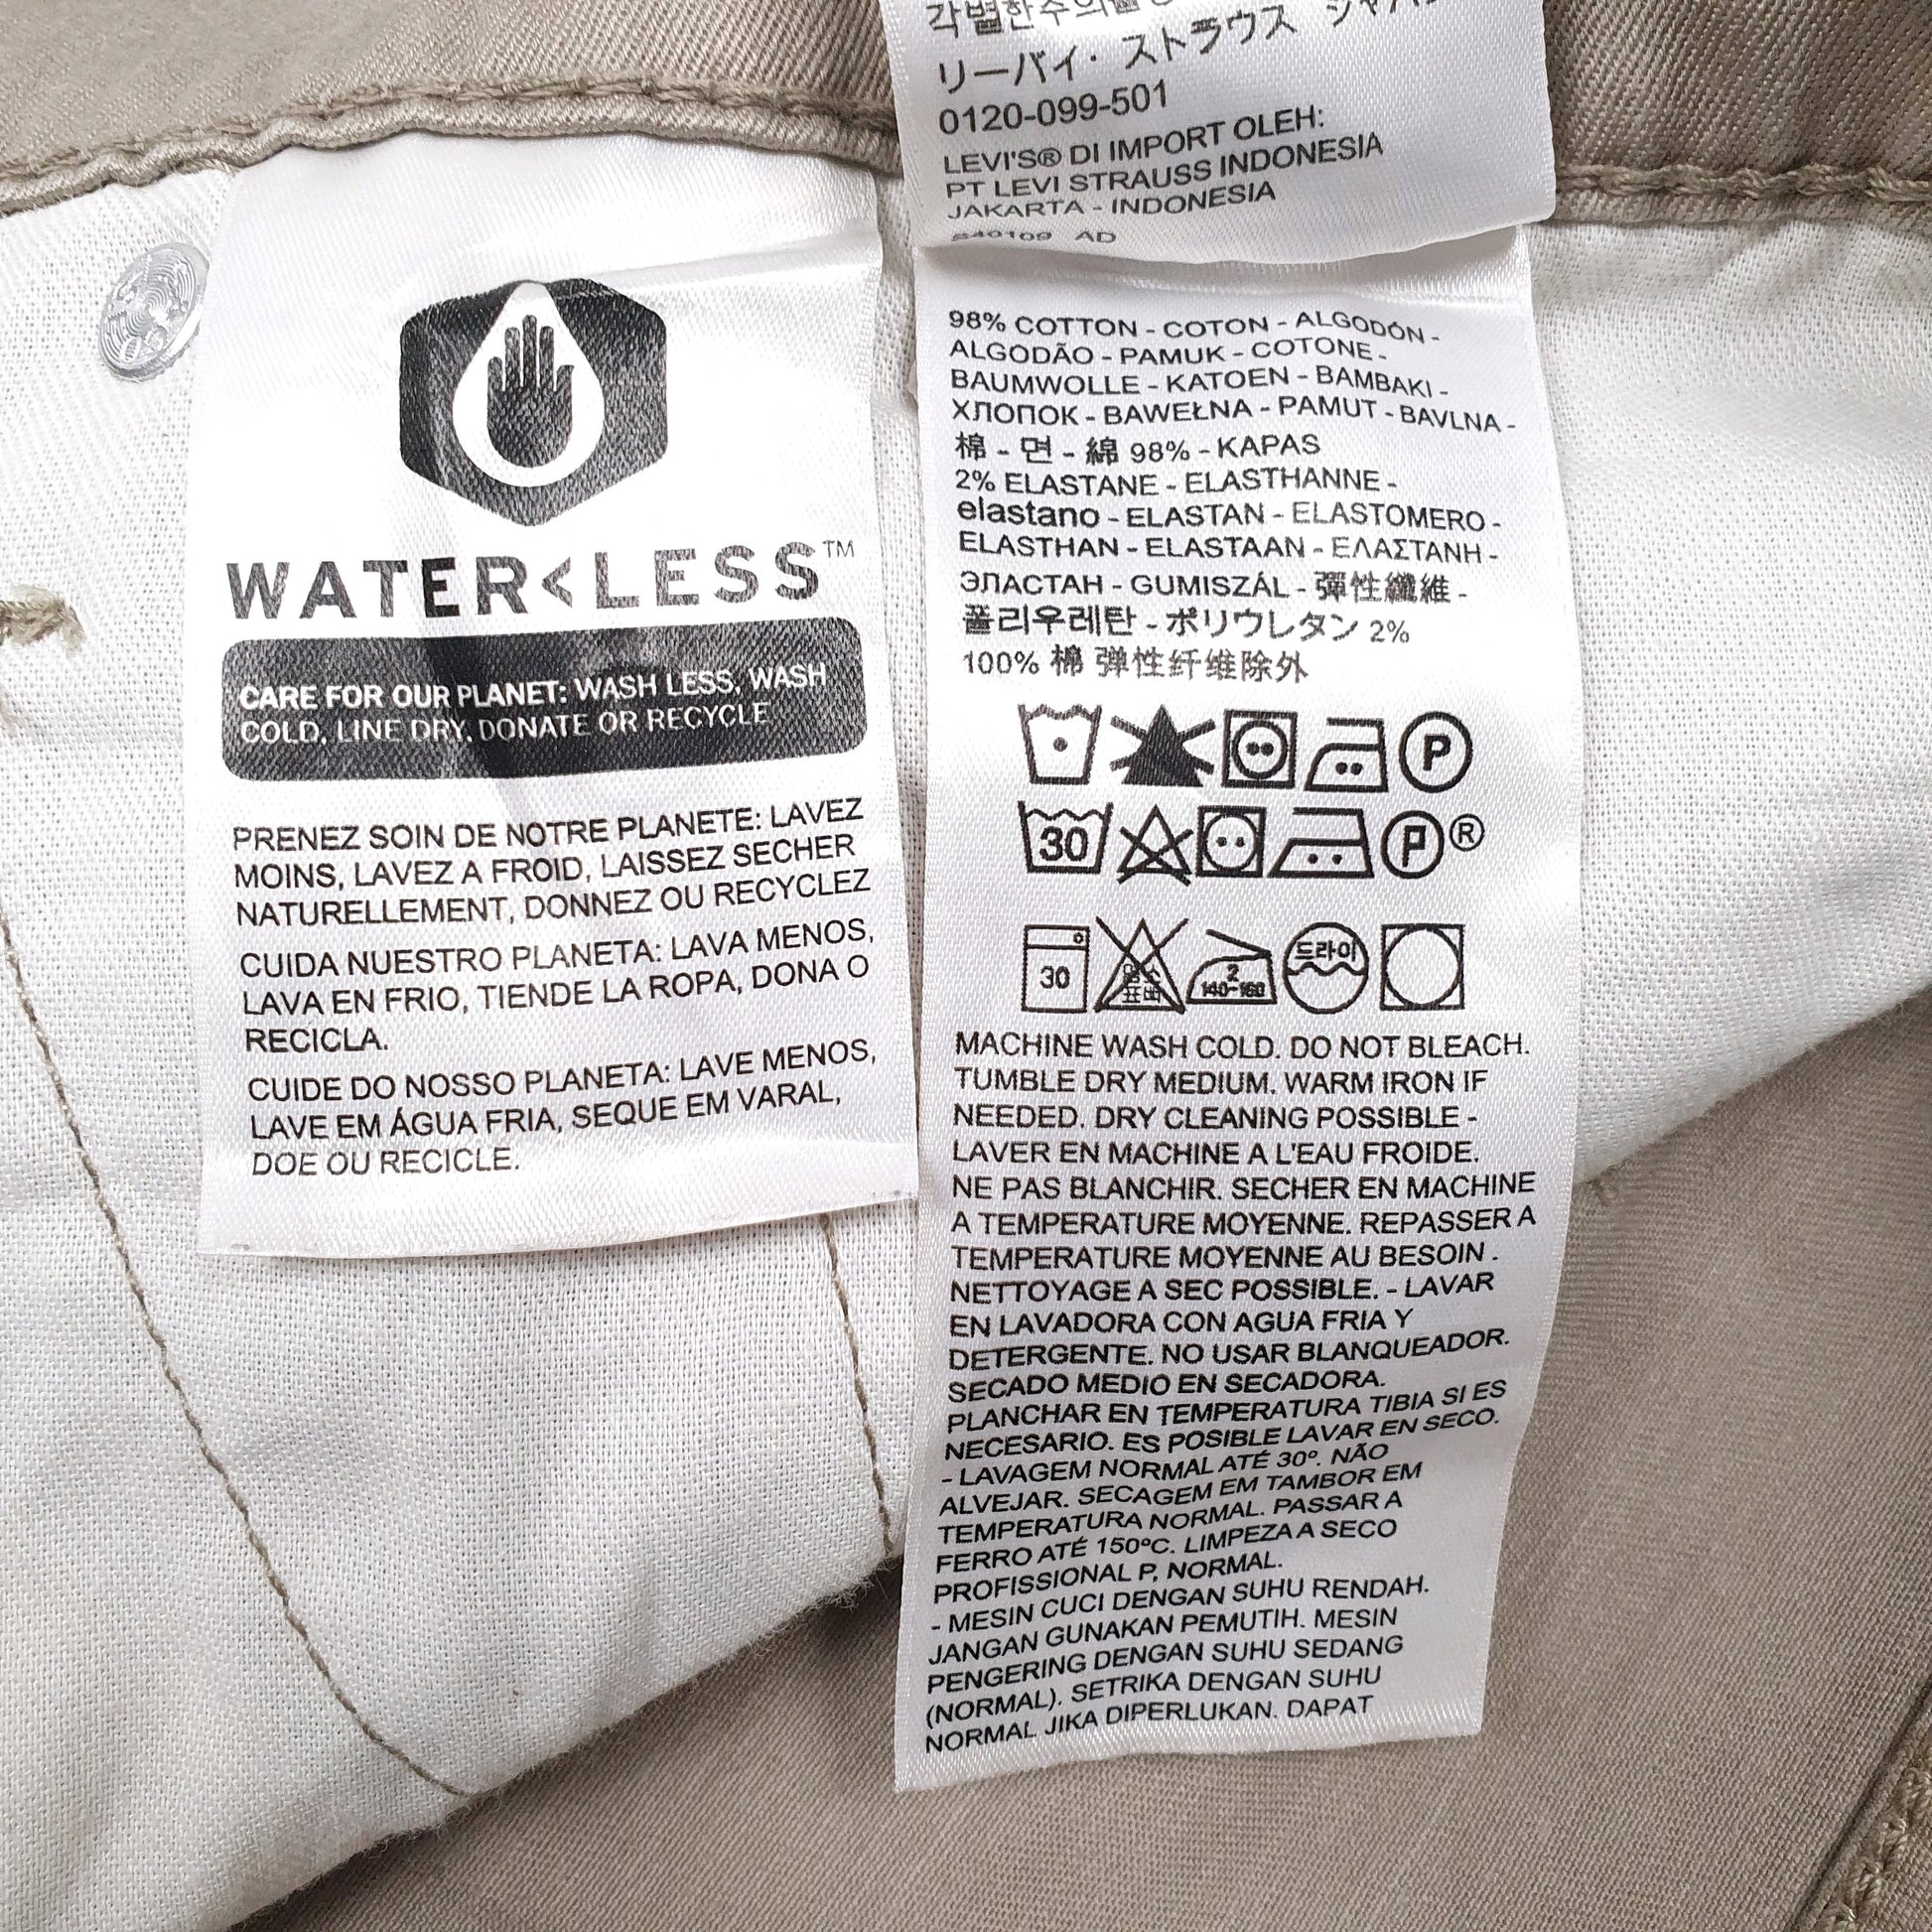 WATER<LESS™
CARE FOR OUR PLANET: WASH LESS, WASH
COLD, LINE DRY, DONATE OR RECYCLE
PRENEZ SOIN DE NOTRE PLANETE: LAVEZ
MOINS, LAVEZ A FROID, LAISSEZ SECHER
NATURELLEMENT, DONNEZ OU RECYCLEZ
CUIDA NUESTRO PLANETA: LAVA MENOS,
LAVA EN FRIO, TIENDE LA ROPA, DONA O
RECICLA.
CUIDE DO NOSSO PLANETA: LAVE MENOS,
LAVE EM ÁGUA FRIA, SEQUE EM VARAL,
DOE OU RECICLE.
リーバイ・ストラウス ジャパン
0120-099-501
LEVI'S® DI IMPORT OLEH:
PT LEVI STRAUSS INDONESIA
JAKARTA - INDONESIA
AD
98% COTTON - COTON - ALGODÓN -
ALGODÃO - PAMUK - COTONE -
BAUMWOLLE - KATOEN - BAMBAKI -
ХЛОПОК - BAWEŁNA - PAMUT - BAVLNA -
棉 - 면 - 綿 98% - KAPAS
2% ELASTANE - ELASTHANNE -
elastano - ELASTAN - ELASTOMERO -
ELASTHAN - ELASTAAN - ΕΛΑΣΤΑΝΗ -
ЭЛАСТАН - GUMISZÁL - 彈性纖維 -
폴리우레탄 - ポリウレタン 2%
100% 棉 弹性纤维除外
P
30 P ®
30 염소표백 2 140-160 드라이
MACHINE WASH COLD. DO NOT BLEACH.
TUMBLE DRY MEDIUM. WARM IRON IF
NEEDED. DRY CLEANING POSSIBLE -
LAVER EN MACHINE A L'EAU FROIDE.
NE PAS BLANCHIR. SECHER EN MACHINE
A TEMPERATURE MOYENNE. REPASSER A
TEMPERATURE MOYENNE AU BESOIN .
NETTOYAGE A SEC POSSIBLE. - LAVAR
EN LAVADORA CON AGUA FRIA Y
DETERGENTE. NO USAR BLANQUEADOR.
SECADO MEDIO EN SECADORA.
PLANCHAR EN TEMPERATURA TIBIA SI ES
NECESARIO. ES POSIBLE LAVAR EN SECO.
- LAVAGEM NORMAL ATÉ 30º. NÃO
ALVEJAR. SECAGEM EM TAMBOR EM
TEMPERATURA NORMAL. PASSAR A
FERRO ATÉ 150ºC. LIMPEZA A SECO
PROFISSIONAL P, NORMAL.
- MESIN CUCI DENGAN SUHU RENDAH.
JANGAN GUNAKAN PEMUTIH. MESIN
PENGERING DENGAN SUHU SEDANG
(NORMAL). SETRIKA DENGAN SUHU
NORMAL JIKA DIPERLUKAN. DAPAT